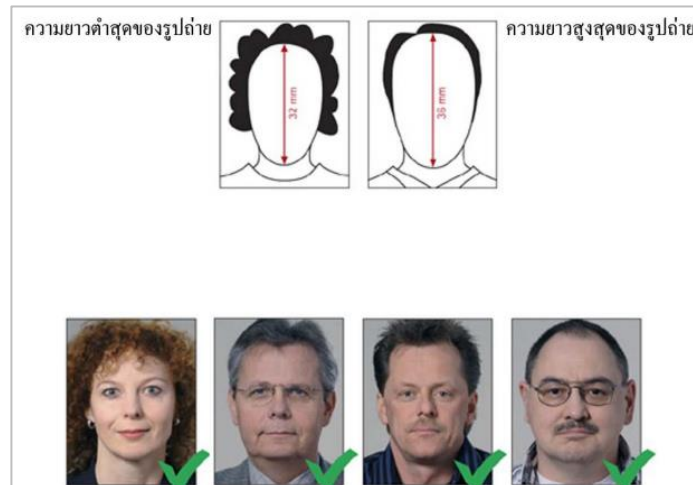 ความยาวต่ำสุดของรูปถ่าย
ความยาวสูงสุดของรูปถ่าย
32 mm
36 mm